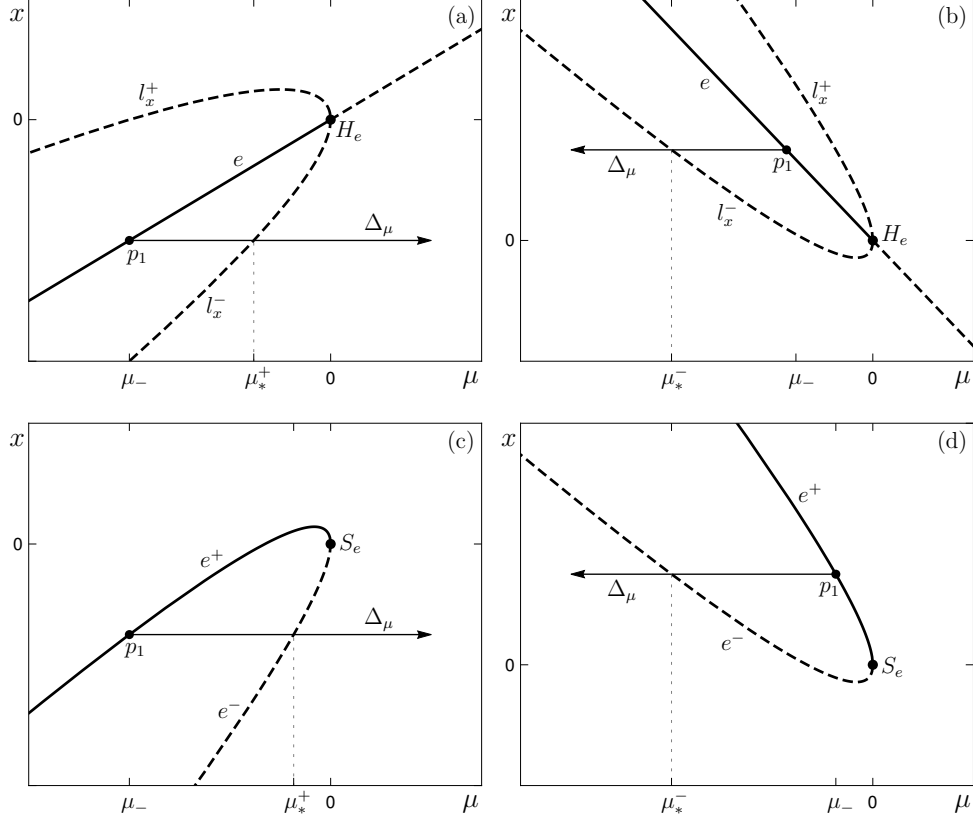 x (a)
l_x^+
0
H_e
e
Δ_μ
p_1
l_x^-
μ_- μ_*^+ 0 μ
x (b)
e l_x^+
p_1
Δ_μ
l_x^-
0 H_e
μ_*^- μ_- 0 μ
x (c)
0 S_e
e^+
Δ_μ
p_1
e^-
μ_- μ_*^+ 0 μ
x (d)
e^+
Δ_μ p_1
e^-
0 S_e
μ_*^- μ_- 0 μ